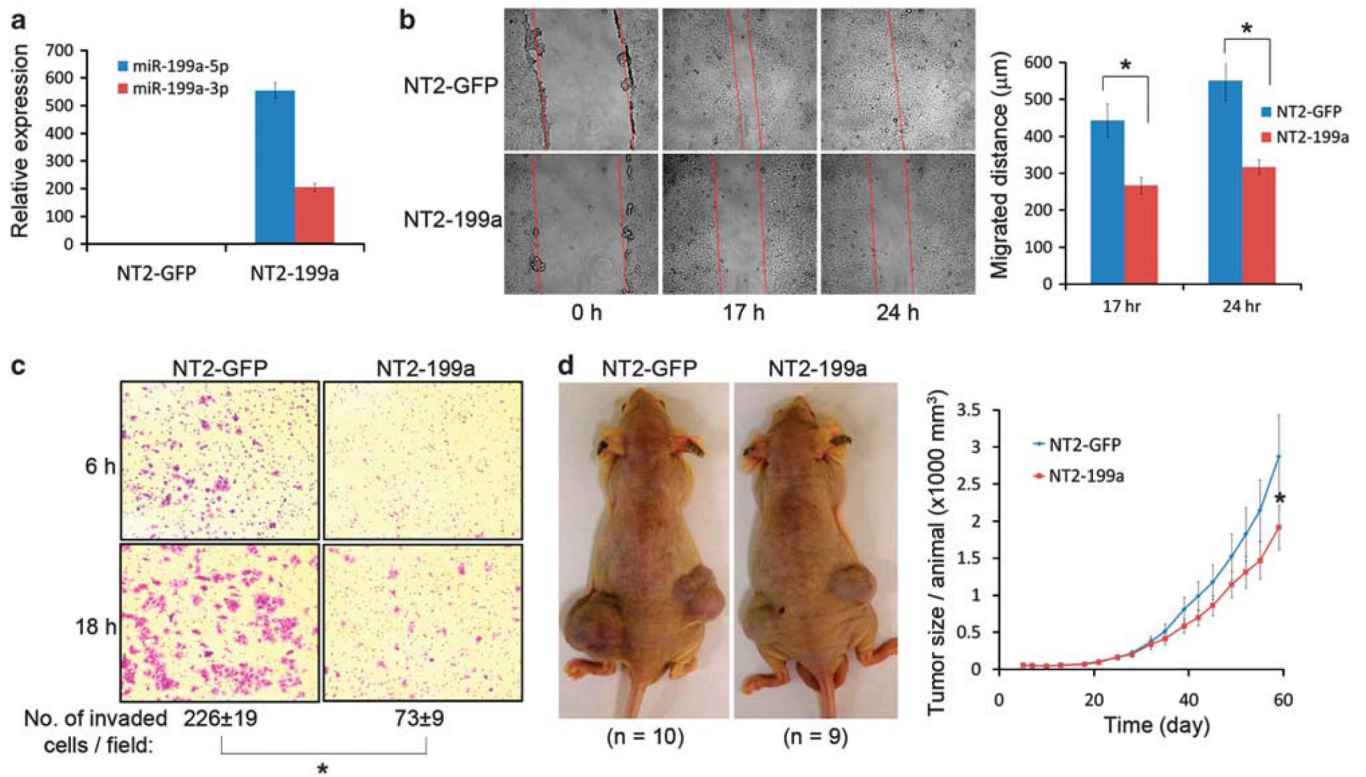 a
Relative expression
700
600
500
400
300
200
100
0
miR-199a-5p
miR-199a-3p
NT2-GFP
NT2-199a
b
NT2-GFP
NT2-199a
0 h
17 h
24 h
Migrated distance (μm)
600
500
400
300
200
100
0
*
*
NT2-GFP
NT2-199a
17 hr
24 hr
c
NT2-GFP
NT2-199a
6 h
18 h
No. of invaded cells / field:
226±19
73±9
*
d
NT2-GFP
NT2-199a
(n = 10)
(n = 9)
Tumor size / animal (x1000 mm³)
3.5
3
2.5
2
1.5
1
0.5
0
NT2-GFP
NT2-199a
*
0
20
40
60
Time (day)